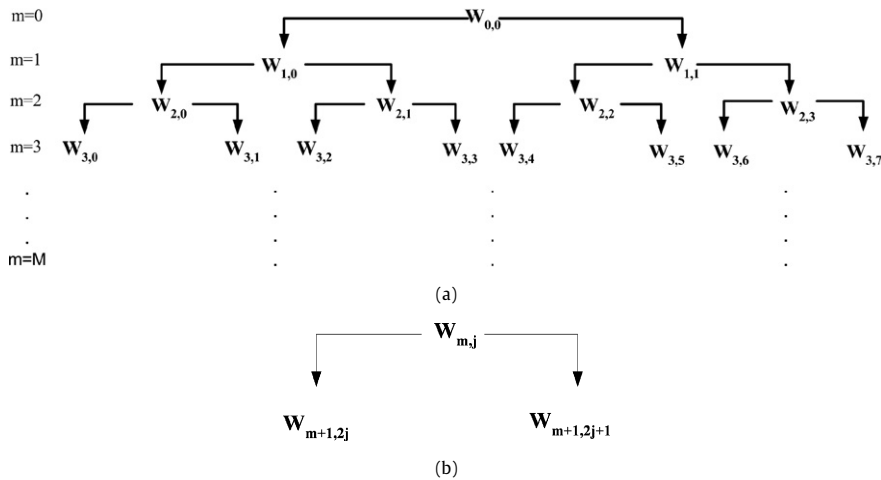 m=0 W0,0
m=1 W1,0 W1,1
m=2 W2,0 W2,1 W2,2 W2,3
m=3 W3,0 W3,1 W3,2 W3,3 W3,4 W3,5 W3,6 W3,7
m=M
(a)
Wm,j
Wm+1,2j Wm+1,2j+1
(b)